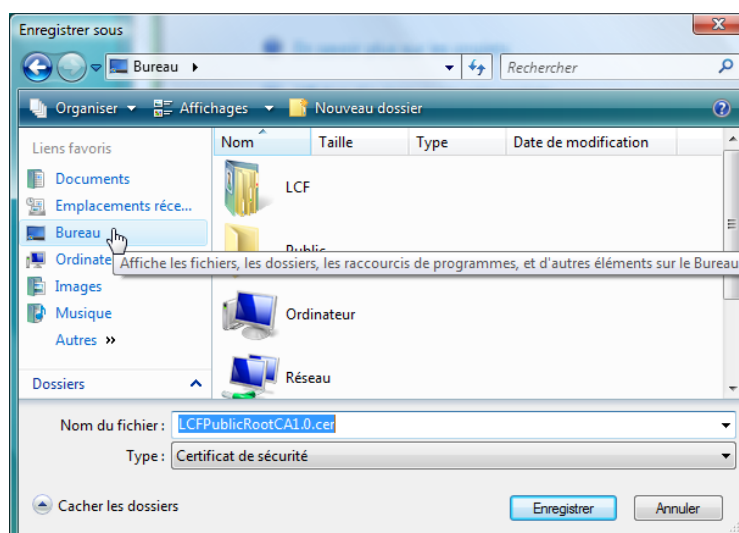 Enregistrer sous
Bureau
Rechercher
Organiser Affichages Nouveau dossier
Liens favoris
Documents
Emplacements réce...
Bureau
Ordinate
Images
Musique
Autres »
Dossiers
Nom Taille Type Date de modification
LCF
Public
Ordinateur
Réseau
Affiche les fichiers, les dossiers, les raccourcis de programmes, et d'autres éléments sur le Bureau
Nom du fichier : LCFPublicRootCA1.0.cer
Type : Certificat de sécurité
Cacher les dossiers
Enregistrer Annuler